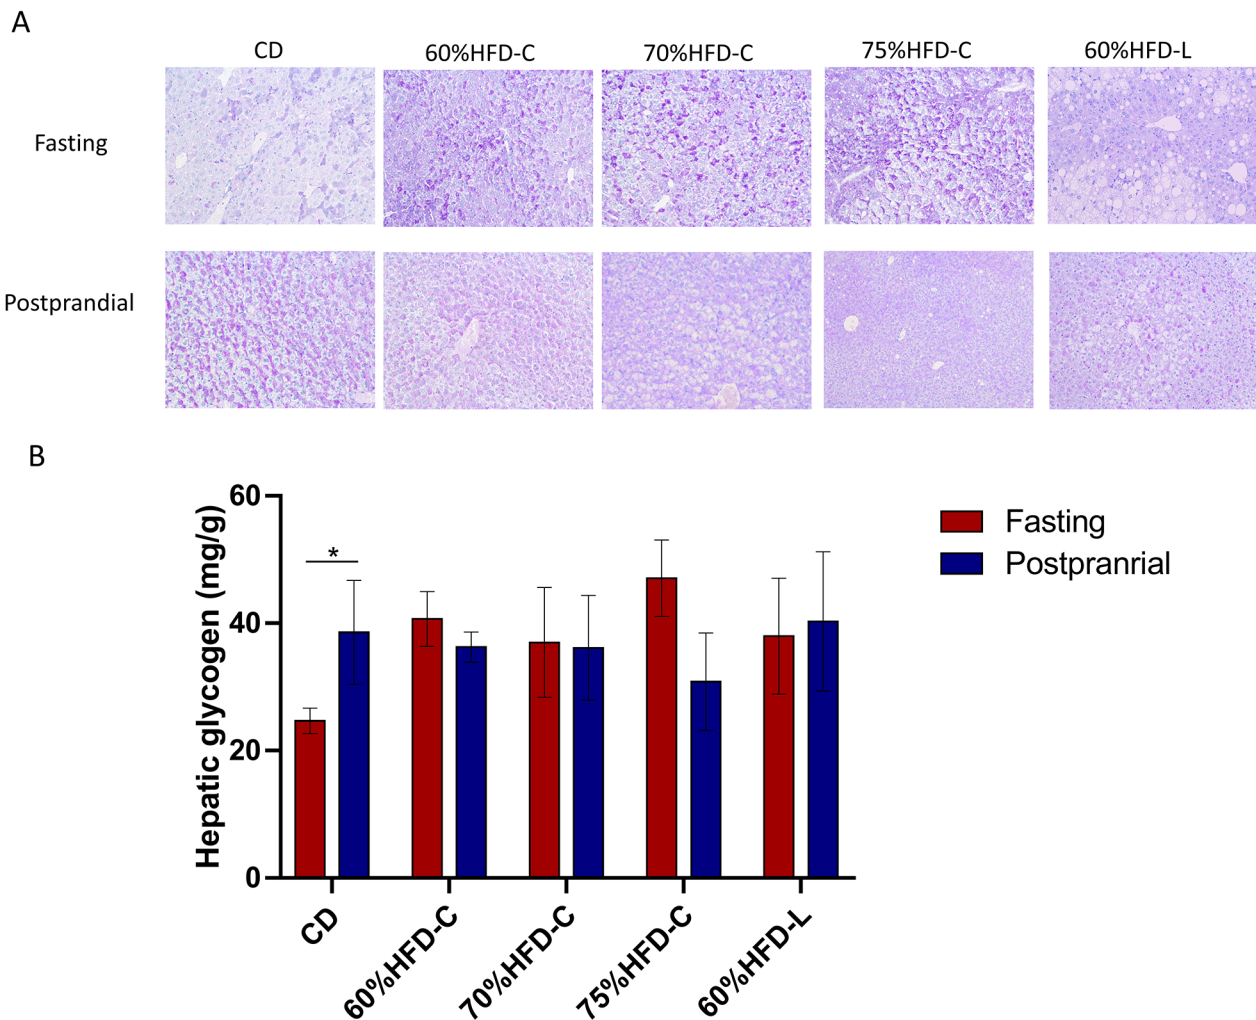 A
CD 60%HFD-C 70%HFD-C 75%HFD-C 60%HFD-L
Fasting
Postprandial
B
Hepatic glycogen (mg/g)
60
40
20
0
*
Fasting
Postpranrial
CD
60%HFD-C
70%HFD-C
75%HFD-C
60%HFD-L